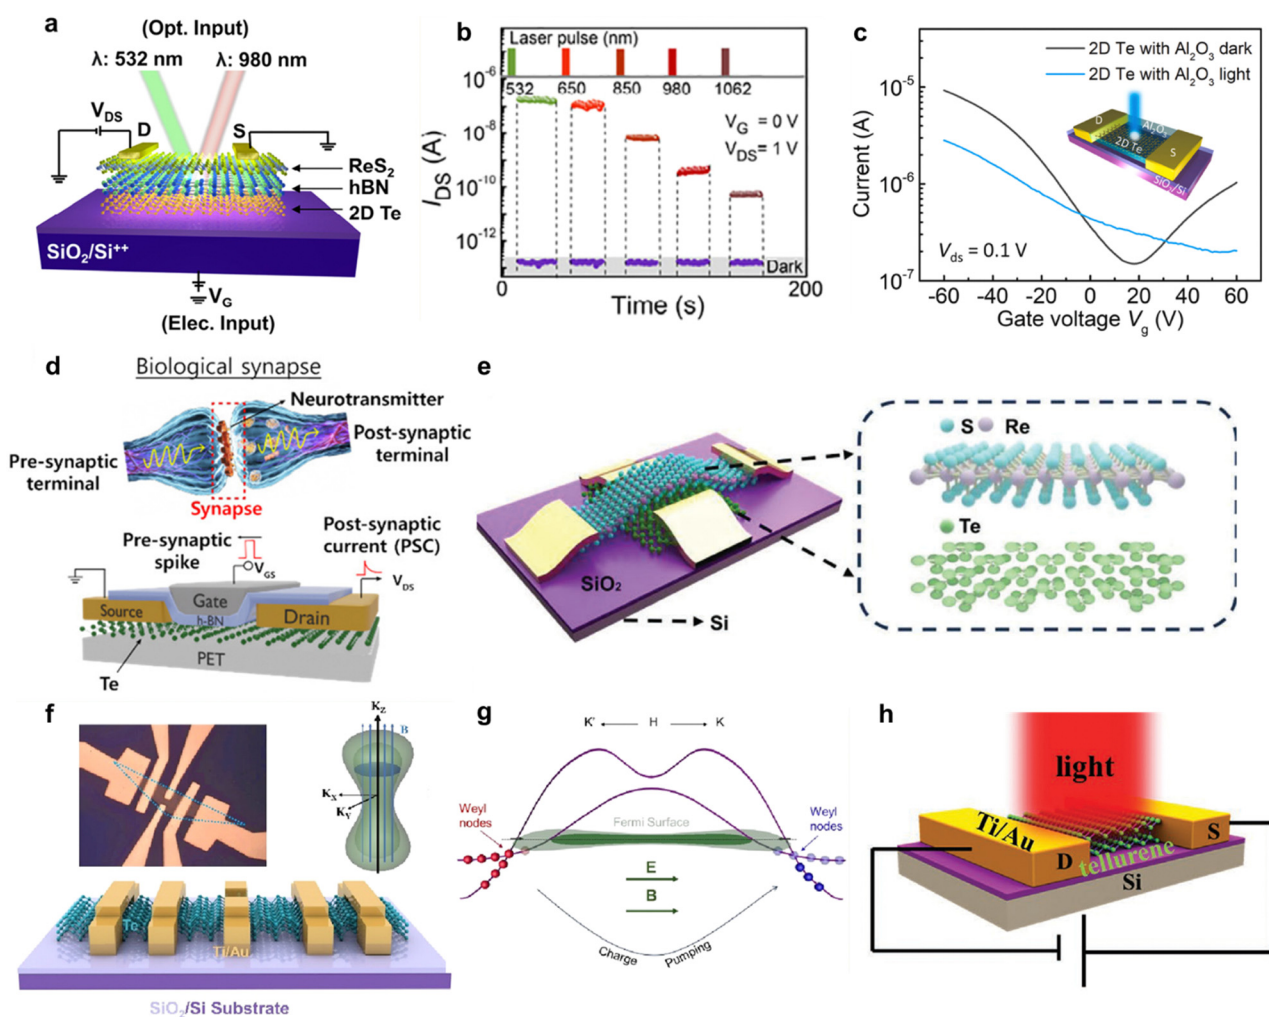 a
(Opt. Input)
λ: 532 nm λ: 980 nm
V_DS
D S
ReS₂
hBN
2D Te
SiO₂/Si⁺⁺
V_G
(Elec. Input)
b
Laser pulse (nm)
532 650 850 980 1062
10⁻⁶
10⁻⁸
10⁻¹⁰
10⁻¹²
I_DS (A)
V_G = 0 V
V_DS= 1 V
Dark
0 200
Time (s)
c
2D Te with Al₂O₃ dark
2D Te with Al₂O₃ light
10⁻⁵
10⁻⁶
10⁻⁷
Current (A)
D
Al₂O₃
2D Te
S
SiO₂/Si
V_ds = 0.1 V
-60 -40 -20 0 20 40 60
Gate voltage V_g (V)
d
Biological synapse
Neurotransmitter
Post-synaptic
terminal
Pre-synaptic
terminal
Synapse
Pre-synaptic
spike
Post-synaptic
current (PSC)
V_GS
V_DS
Source
Gate
h-BN
Drain
PET
Te
e
S Re
Te
SiO₂
Si
f
K_Z
B
K_X
K_Y
Te
Ti/Au
SiO₂/Si Substrate
g
K' H K
Weyl
nodes
Fermi Surface
Weyl
nodes
E
B
Charge Pumping
h
light
Ti/Au
D
S
tellurene
Si